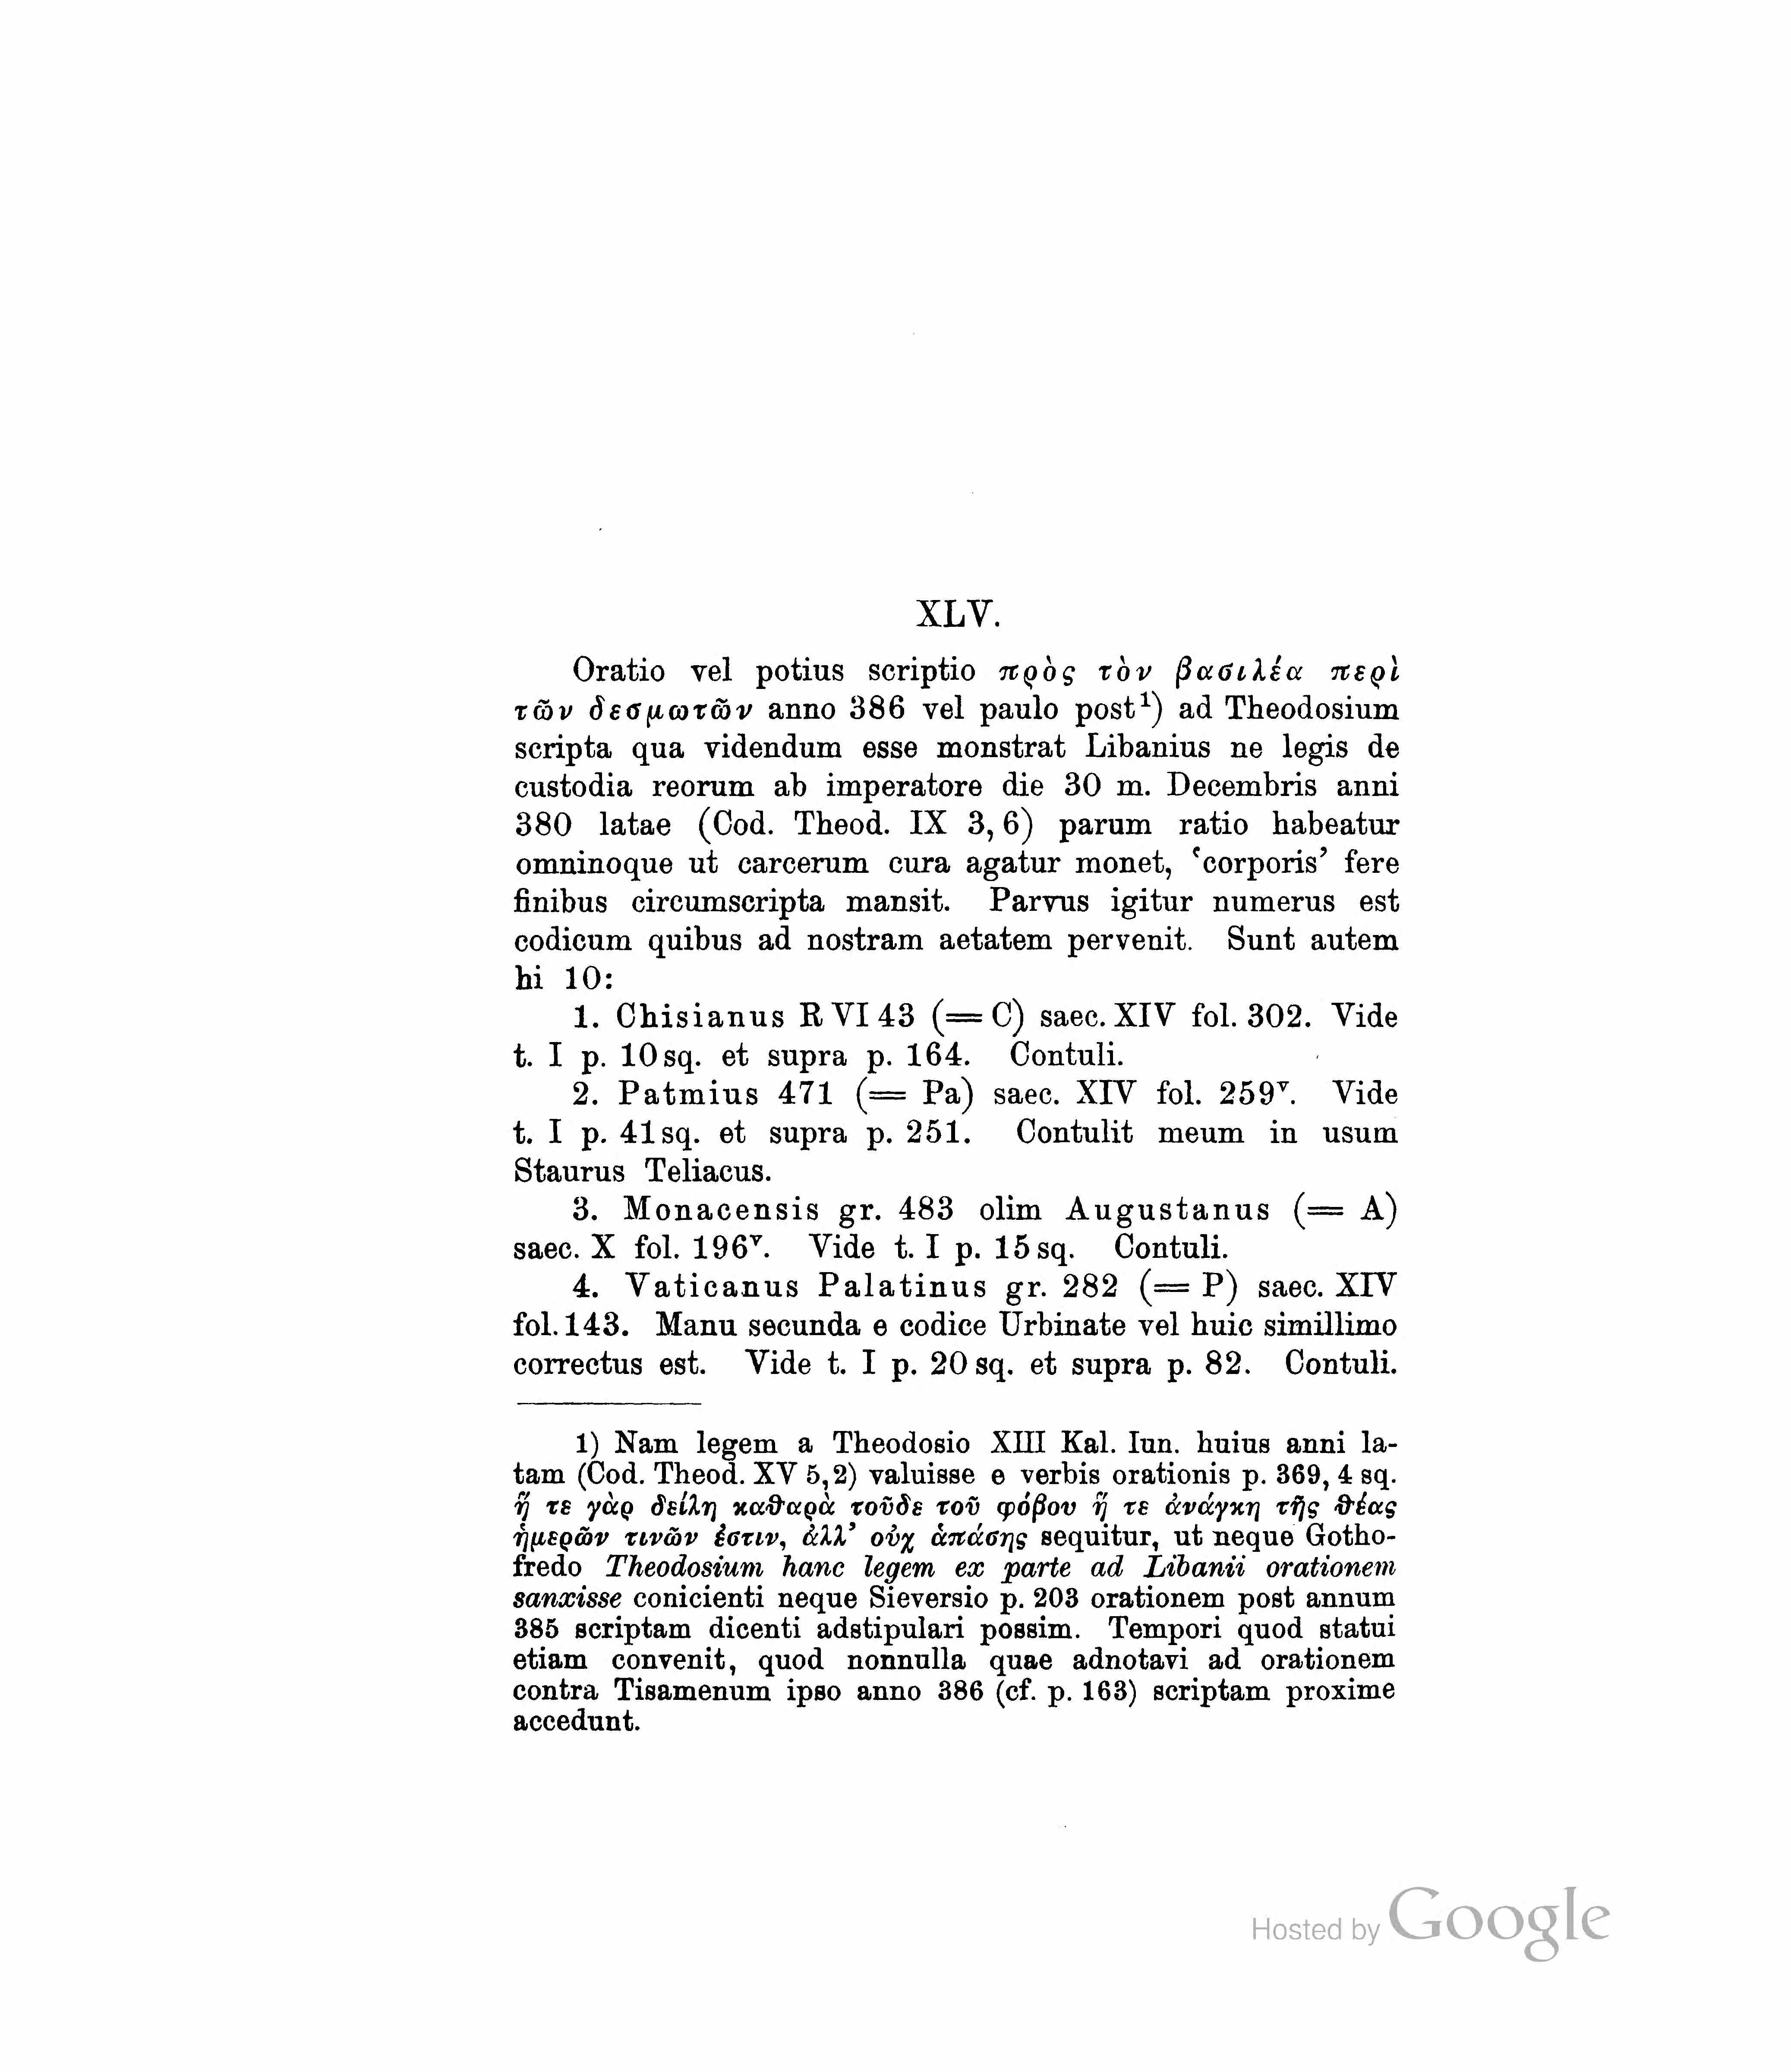 XLV.
Oratio vel potius scriptio πρὸς τὸν βασιλέα περὶ
τῶν δεσμωτῶν anno 386 vel paulo post¹) ad Theodosium
scripta qua videndum esse monstrat Libanius ne legis de
custodia reorum ab imperatore die 30 m. Decembris anni
380 latae (Cod. Theod. IX 3, 6) parum ratio habeatur
omninoque ut carcerum cura agatur monet, ‘corporis’ fere
finibus circumscripta mansit. Parvus igitur numerus est
codicum quibus ad nostram aetatem pervenit. Sunt autem
hi 10:
1. Chisianus R VI 43 (= C) saec. XIV fol. 302. Vide
t. I p. 10 sq. et supra p. 164. Contuli.
2. Patmius 471 (= Pa) saec. XIV fol. 259ᵛ. Vide
t. I p. 41 sq. et supra p. 251. Contulit meum in usum
Staurus Teliacus.
3. Monacensis gr. 483 olim Augustanus (= A)
saec. X fol. 196ᵛ. Vide t. I p. 15 sq. Contuli.
4. Vaticanus Palatinus gr. 282 (= P) saec. XIV
fol. 143. Manu secunda e codice Urbinate vel huic simillimo
correctus est. Vide t. I p. 20 sq. et supra p. 82. Contuli.
1) Nam legem a Theodosio XIII Kal. Iun. huius anni la-
tam (Cod. Theod. XV 5, 2) valuisse e verbis orationis p. 369, 4 sq.
ἥ τε γὰρ δείλη καθαρὰ τοῦδε τοῦ φόβου ἥ τε ἀνάγκη τῆς θέας
ἡμερῶν τινῶν ἐστιν, ἀλλ’ οὐχ ἁπάσης sequitur, ut neque Gotho-
fredo Theodosium hanc legem ex parte ad Libanii orationem
sanxisse conicienti neque Sieversio p. 203 orationem post annum
385 scriptam dicenti adstipulari possim. Tempori quod statui
etiam convenit, quod nonnulla quae adnotavi ad orationem
contra Tisamenum ipso anno 386 (cf. p. 163) scriptam proxime
accedunt.
Hosted by Google